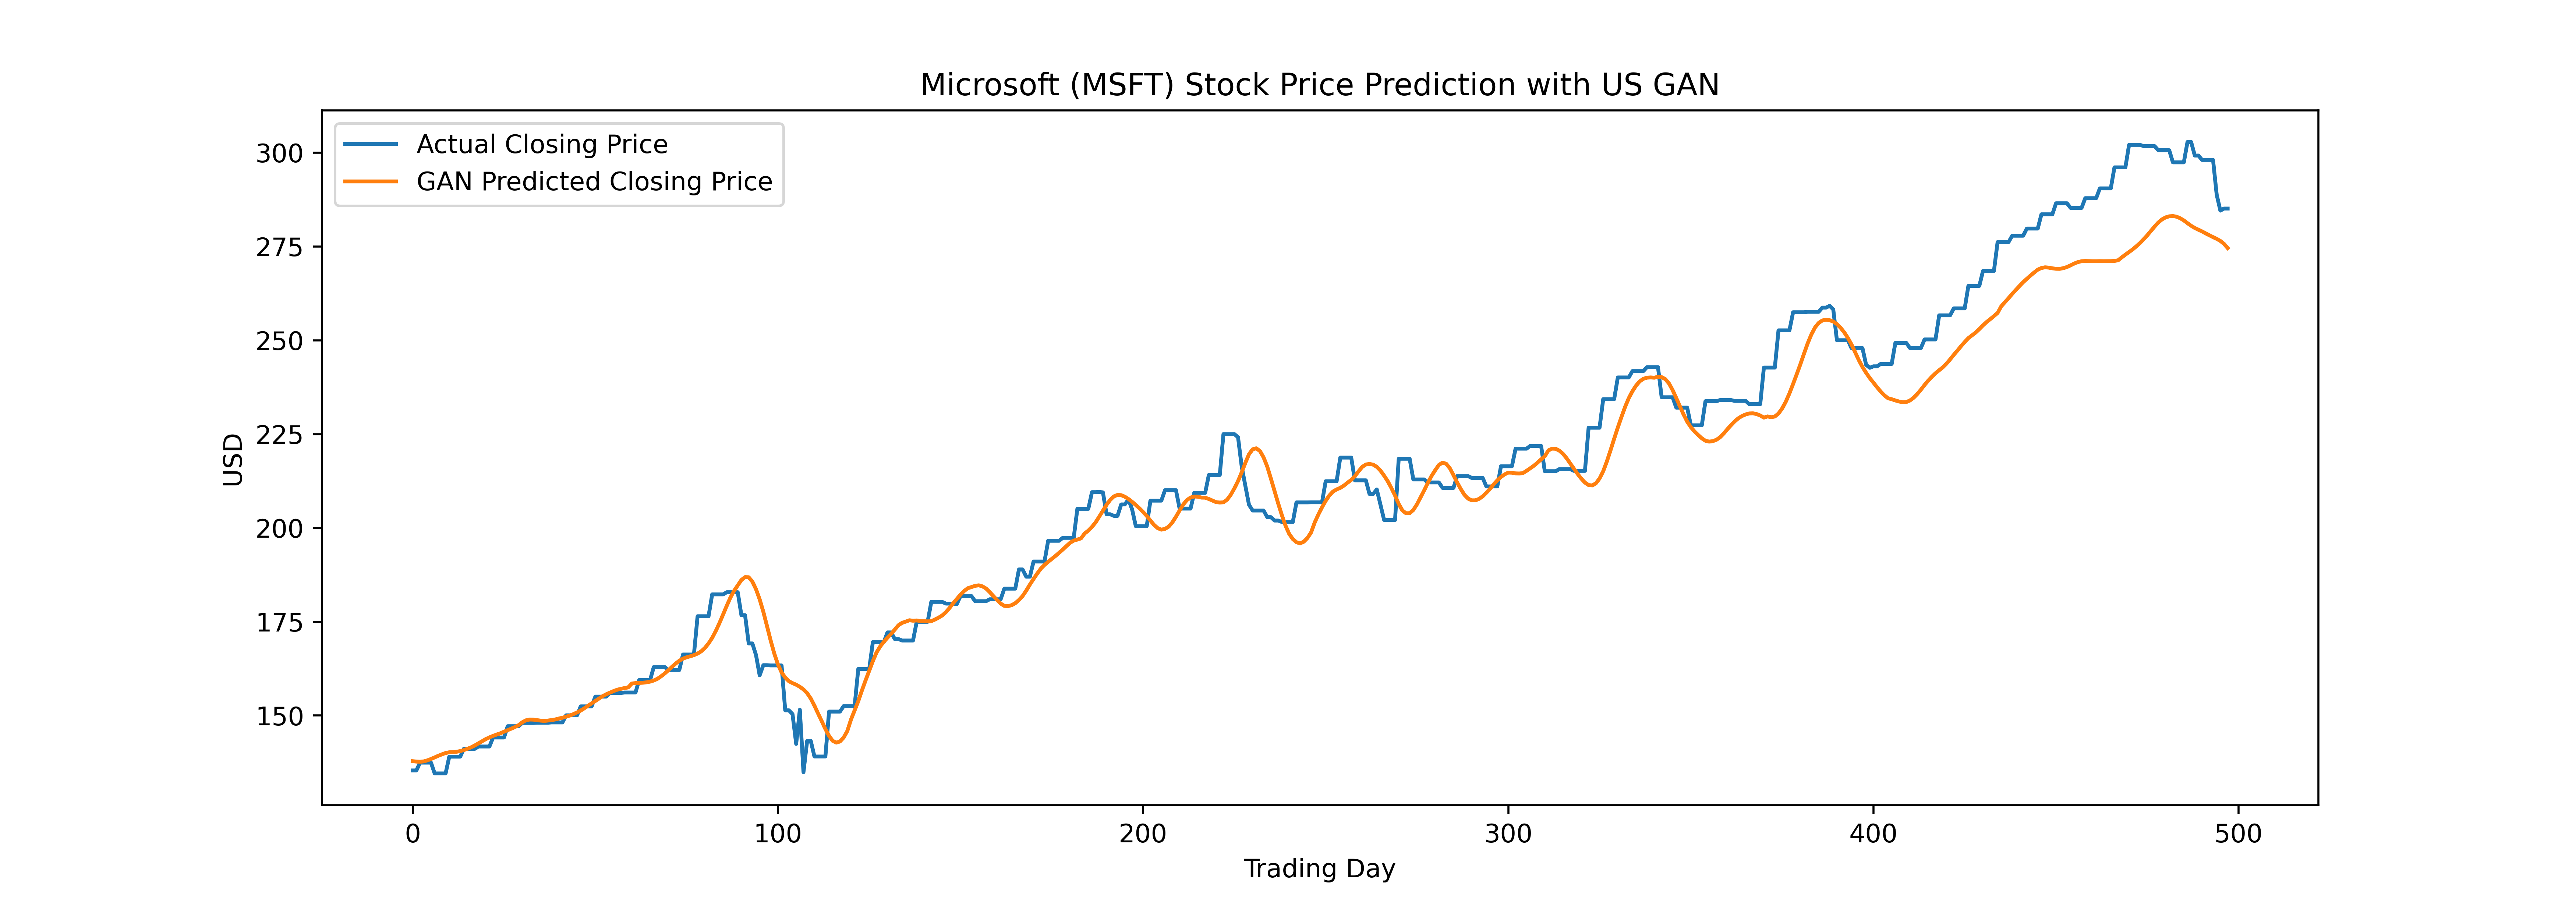 Microsoft (MSFT) Stock Price Prediction with US GAN
Actual Closing Price
GAN Predicted Closing Price
300
275
250
225
200
175
150
USD
0 100 200 300 400 500
Trading Day